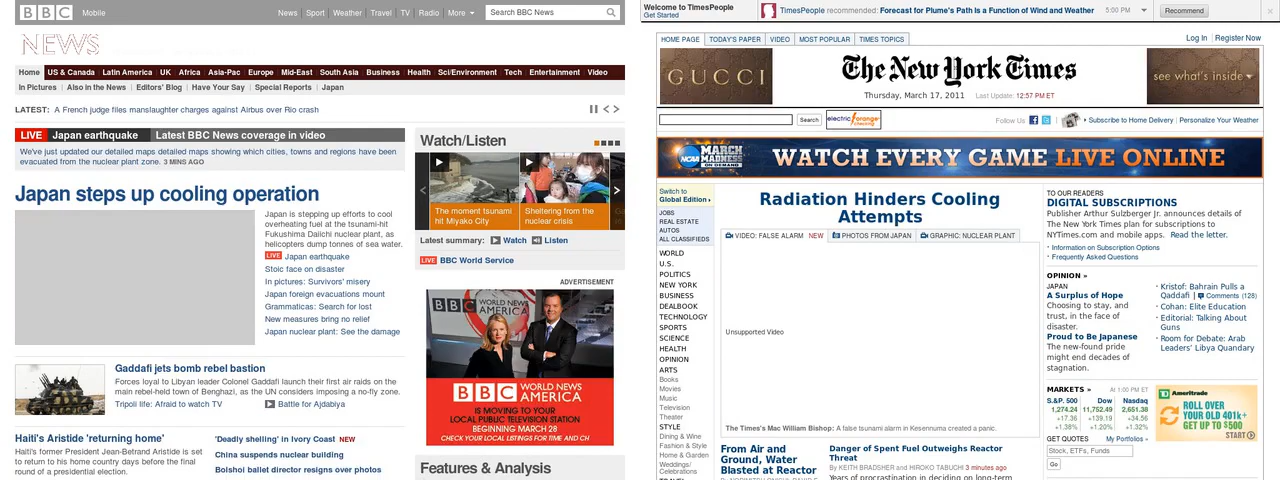 BBC Mobile News Sport Weather Travel TV Radio More Search BBC News
NEWS
Home US & Canada Latin America UK Africa Asia-Pac Europe Mid-East South Asia Business Health Sci/Environment Tech Entertainment Video
In Pictures Also in the News Editors' Blog Have Your Say Special Reports Japan
LATEST: A French judge files manslaughter charges against Airbus over Rio crash
LIVE Japan earthquake Latest BBC News coverage in video
We've just updated our detailed maps detailed maps showing which cities, towns and regions have been
evacuated from the nuclear plant zone. 3 MINS AGO
Japan steps up cooling operation
Japan is stepping up efforts to cool
overheating fuel at the tsunami-hit
Fukushima Daiichi nuclear plant, as
helicopters dump tonnes of sea water.
LIVE Japan earthquake
Stoic face on disaster
In pictures: Survivors' misery
Japan foreign evacuations mount
Grammaticas: Search for lost
New measures bring no relief
Japan nuclear plant: See the damage
Gaddafi jets bomb rebel bastion
Forces loyal to Libyan leader Colonel Gaddafi launch their first air raids on the
main rebel-held town of Benghazi, as the UN considers imposing a no-fly zone.
Tripoli life: Afraid to watch TV
Battle for Ajdabiya
Haiti's Aristide 'returning home'
Haiti's former President Jean-Betrand Aristide is set
to return to his home country days before the final
round of a presidential election.
'Deadly shelling' in Ivory Coast NEW
China suspends nuclear building
Bolshoi ballet director resigns over photos
Watch/Listen
The moment tsunami
hit Miyako City
Sheltering from the
nuclear crisis
Latest summary: Watch Listen
LIVE BBC World Service
ADVERTISEMENT
BBC WORLD NEWS
AMERICA
BBC WORLD NEWS
AMERICA
IS MOVING TO YOUR
LOCAL PUBLIC TELEVISION STATION
BEGINNING MARCH 28
CHECK YOUR LOCAL LISTINGS FOR TIME AND CH
Features & Analysis
Welcome to TimesPeople
Get Started
TimesPeople recommended: Forecast for Plume's Path Is a Function of Wind and Weather 5:00 PM Recommend
HOME PAGE TODAY'S PAPER VIDEO MOST POPULAR TIMES TOPICS
Log In Register Now
GUCCI
The New York Times
see what's inside
Thursday, March 17, 2011 Last Update: 12:57 PM ET
Search
electric orange checking
Follow Us Subscribe to Home Delivery Personalize Your Weather
NCAA MARCH MADNESS ON DEMAND WATCH EVERY GAME LIVE ONLINE
Switch to
Global Edition
JOBS
REAL ESTATE
AUTOS
ALL CLASSIFIEDS
WORLD
U.S.
POLITICS
NEW YORK
BUSINESS
DEALBOOK
TECHNOLOGY
SPORTS
SCIENCE
HEALTH
OPINION
ARTS
Books
Movies
Music
Television
Theater
STYLE
Dining & Wine
Fashion & Style
Home & Garden
Weddings/
Celebrations
TRAVEL
Radiation Hinders Cooling
Attempts
VIDEO: FALSE ALARM NEW PHOTOS FROM JAPAN GRAPHIC: NUCLEAR PLANT
Unsupported Video
The Times's Mac William Bishop: A false tsunami alarm in Kesennuma created a panic.
From Air and
Ground, Water
Blasted at Reactor
Danger of Spent Fuel Outweighs Reactor
Threat
By KEITH BRADSHER and HIROKO TABUCHI 3 minutes ago
Years of procrastination in deciding on long-term
TO OUR READERS
DIGITAL SUBSCRIPTIONS
Publisher Arthur Sulzberger Jr. announces details of
The New York Times plan for subscriptions to
NYTimes.com and mobile apps. Read the letter.
Information on Subscription Options
Frequently Asked Questions
OPINION »
JAPAN
A Surplus of Hope
Choosing to stay, and
trust, in the face of
disaster.
Proud to Be Japanese
The new-found pride
might end decades of
stagnation.
Kristof: Bahrain Pulls a
Qaddafi | Comments (128)
Cohan: Elite Education
Editorial: Talking About
Guns
Room for Debate: Arab
Leaders' Libya Quandary
MARKETS » At 1:00 PM ET
S.&P. 500 Dow Nasdaq
1,274.24 11,752.49 2,651.38
+17.36 +139.19 +34.56
+1.38% +1.20% +1.32%
GET QUOTES My Portfolios »
Stock, ETFs, Funds
Go
TD Ameritrade
ROLL OVER
YOUR OLD 401k+
GET UP TO $500
START